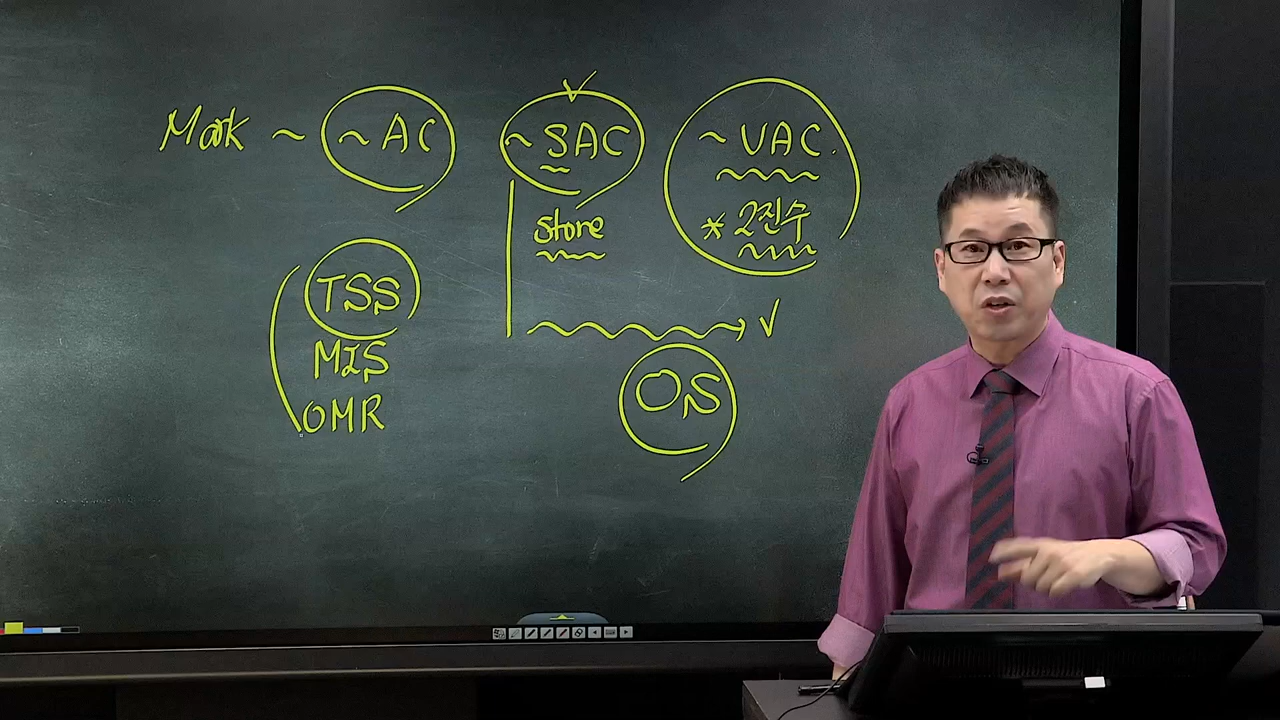 Mark ~ ~AC ~SAC ~VAC.
store * 2진수
TSS
MIS
OMR
OS